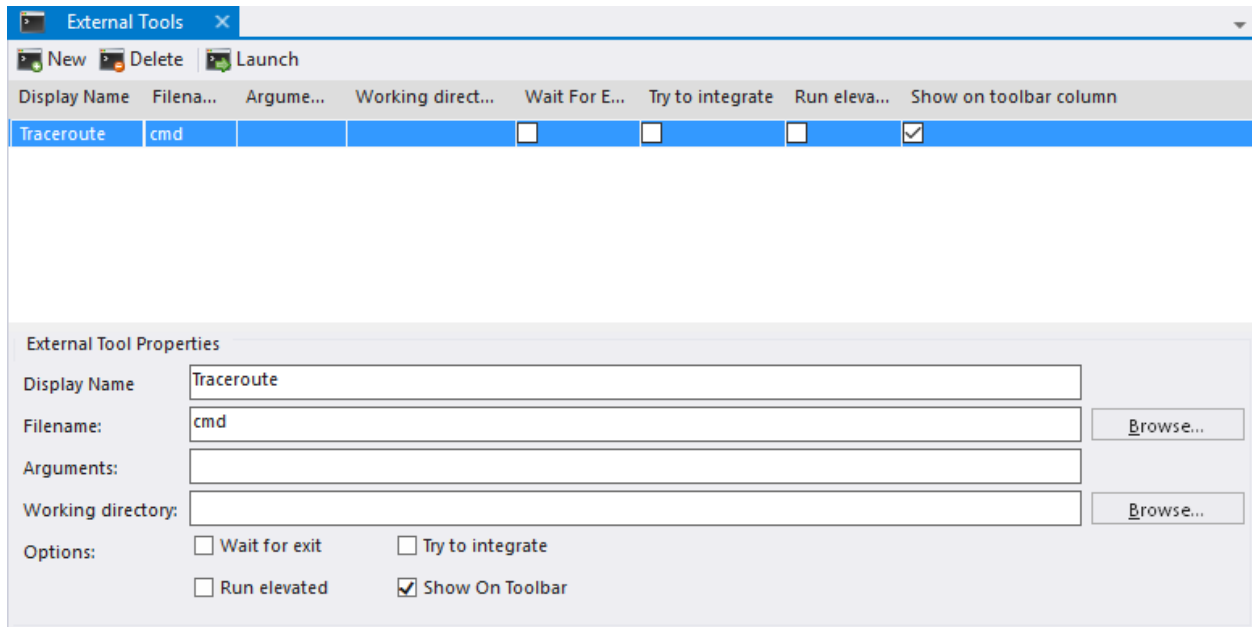 External Tools
New Delete Launch
Display Name Filena... Argume... Working direct... Wait For E... Try to integrate Run eleva... Show on toolbar column
Traceroute cmd
External Tool Properties
Display Name Traceroute
Filename: cmd Browse...
Arguments:
Working directory: Browse...
Options: Wait for exit Try to integrate
Run elevated Show On Toolbar